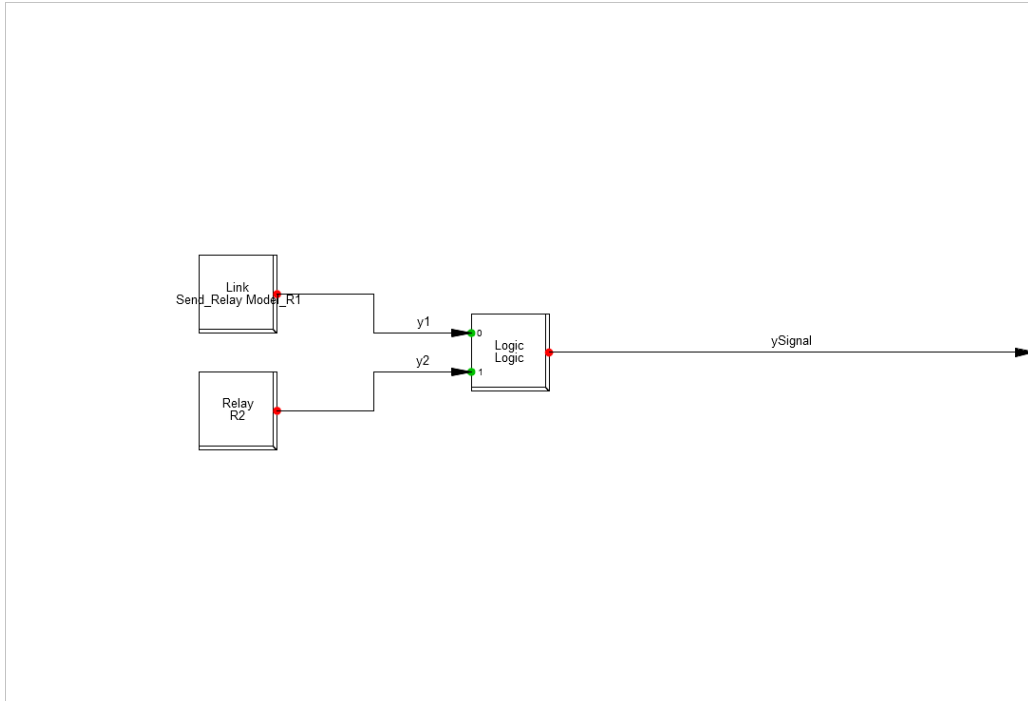 Link
Send_Relay Model_R1
y1
0
Logic
Logic
ySignal
y2
1
Relay
R2